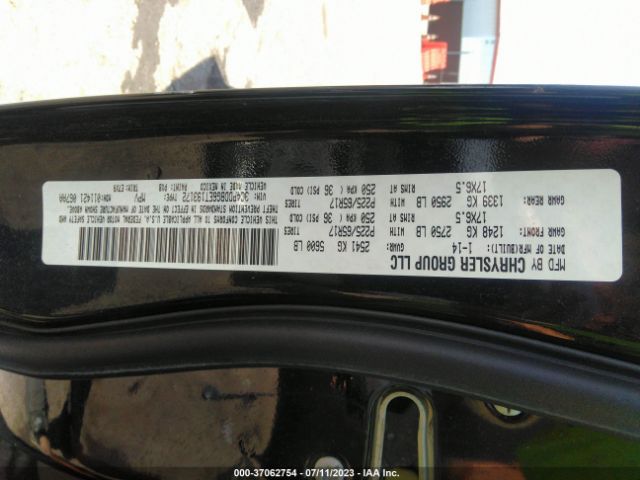 MFD BY CHRYSLER GROUP LLC
DATE OF MFR(BUILT): 1-14 GVWR: 2541 KG 5600 LB
GAWR FRONT: 1248 KG 2750 LB WITH TIRES P225/65R17
17X6.5 RIMS AT 250 KPA 36 PSI COLD
GAWR REAR: 1339 KG 2950 LB WITH TIRES P225/65R17
17X6.5 RIMS AT 250 KPA 36 PSI COLD
THIS VEHICLE CONFORMS TO ALL APPLICABLE U.S.A. FEDERAL MOTOR VEHICLE SAFETY AND
THEFT PREVENTION STANDARDS IN EFFECT ON THE DATE OF MANUFACTURE SHOWN ABOVE.
VIN: TYPE: MPV MDH:011421 067AA
VEHICLE MADE IN MEXICO PAINT: TRIM:
000-37062754 / 07/11/2023 / IAA Inc.